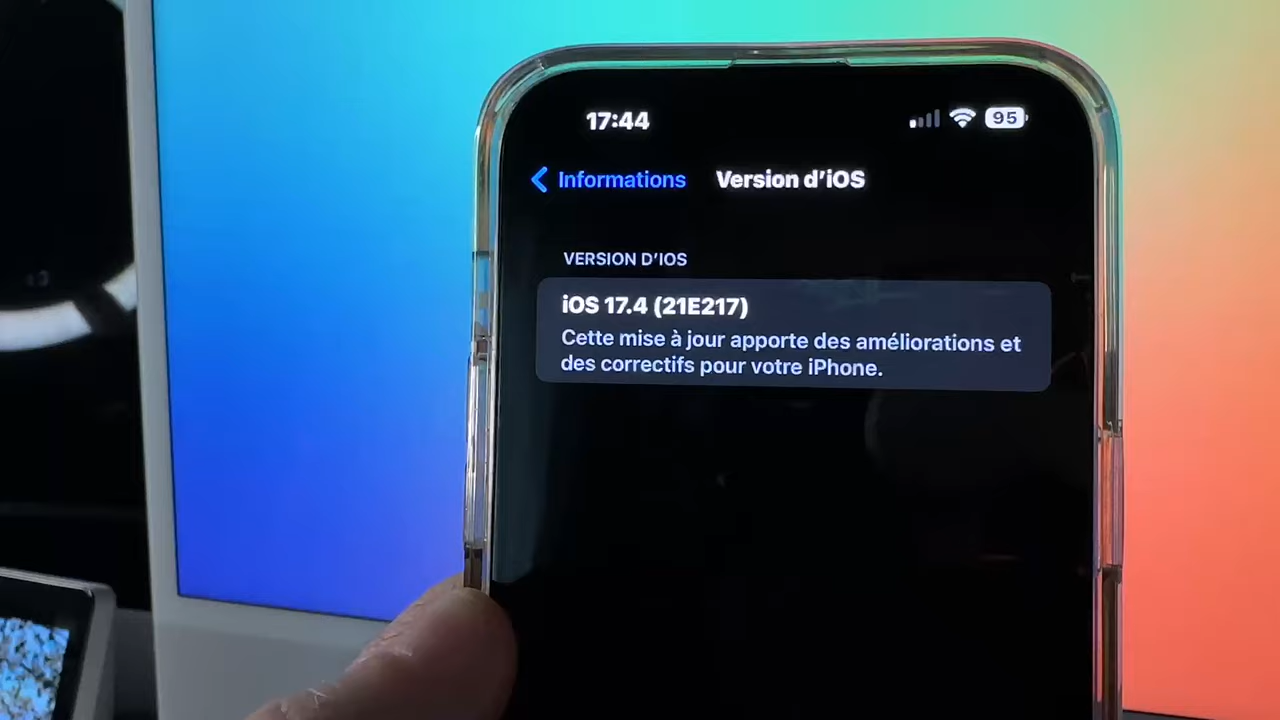 17:44
95
Informations
Version d’iOS
VERSION D’IOS
iOS 17.4 (21E217)
Cette mise à jour apporte des améliorations et
des correctifs pour votre iPhone.